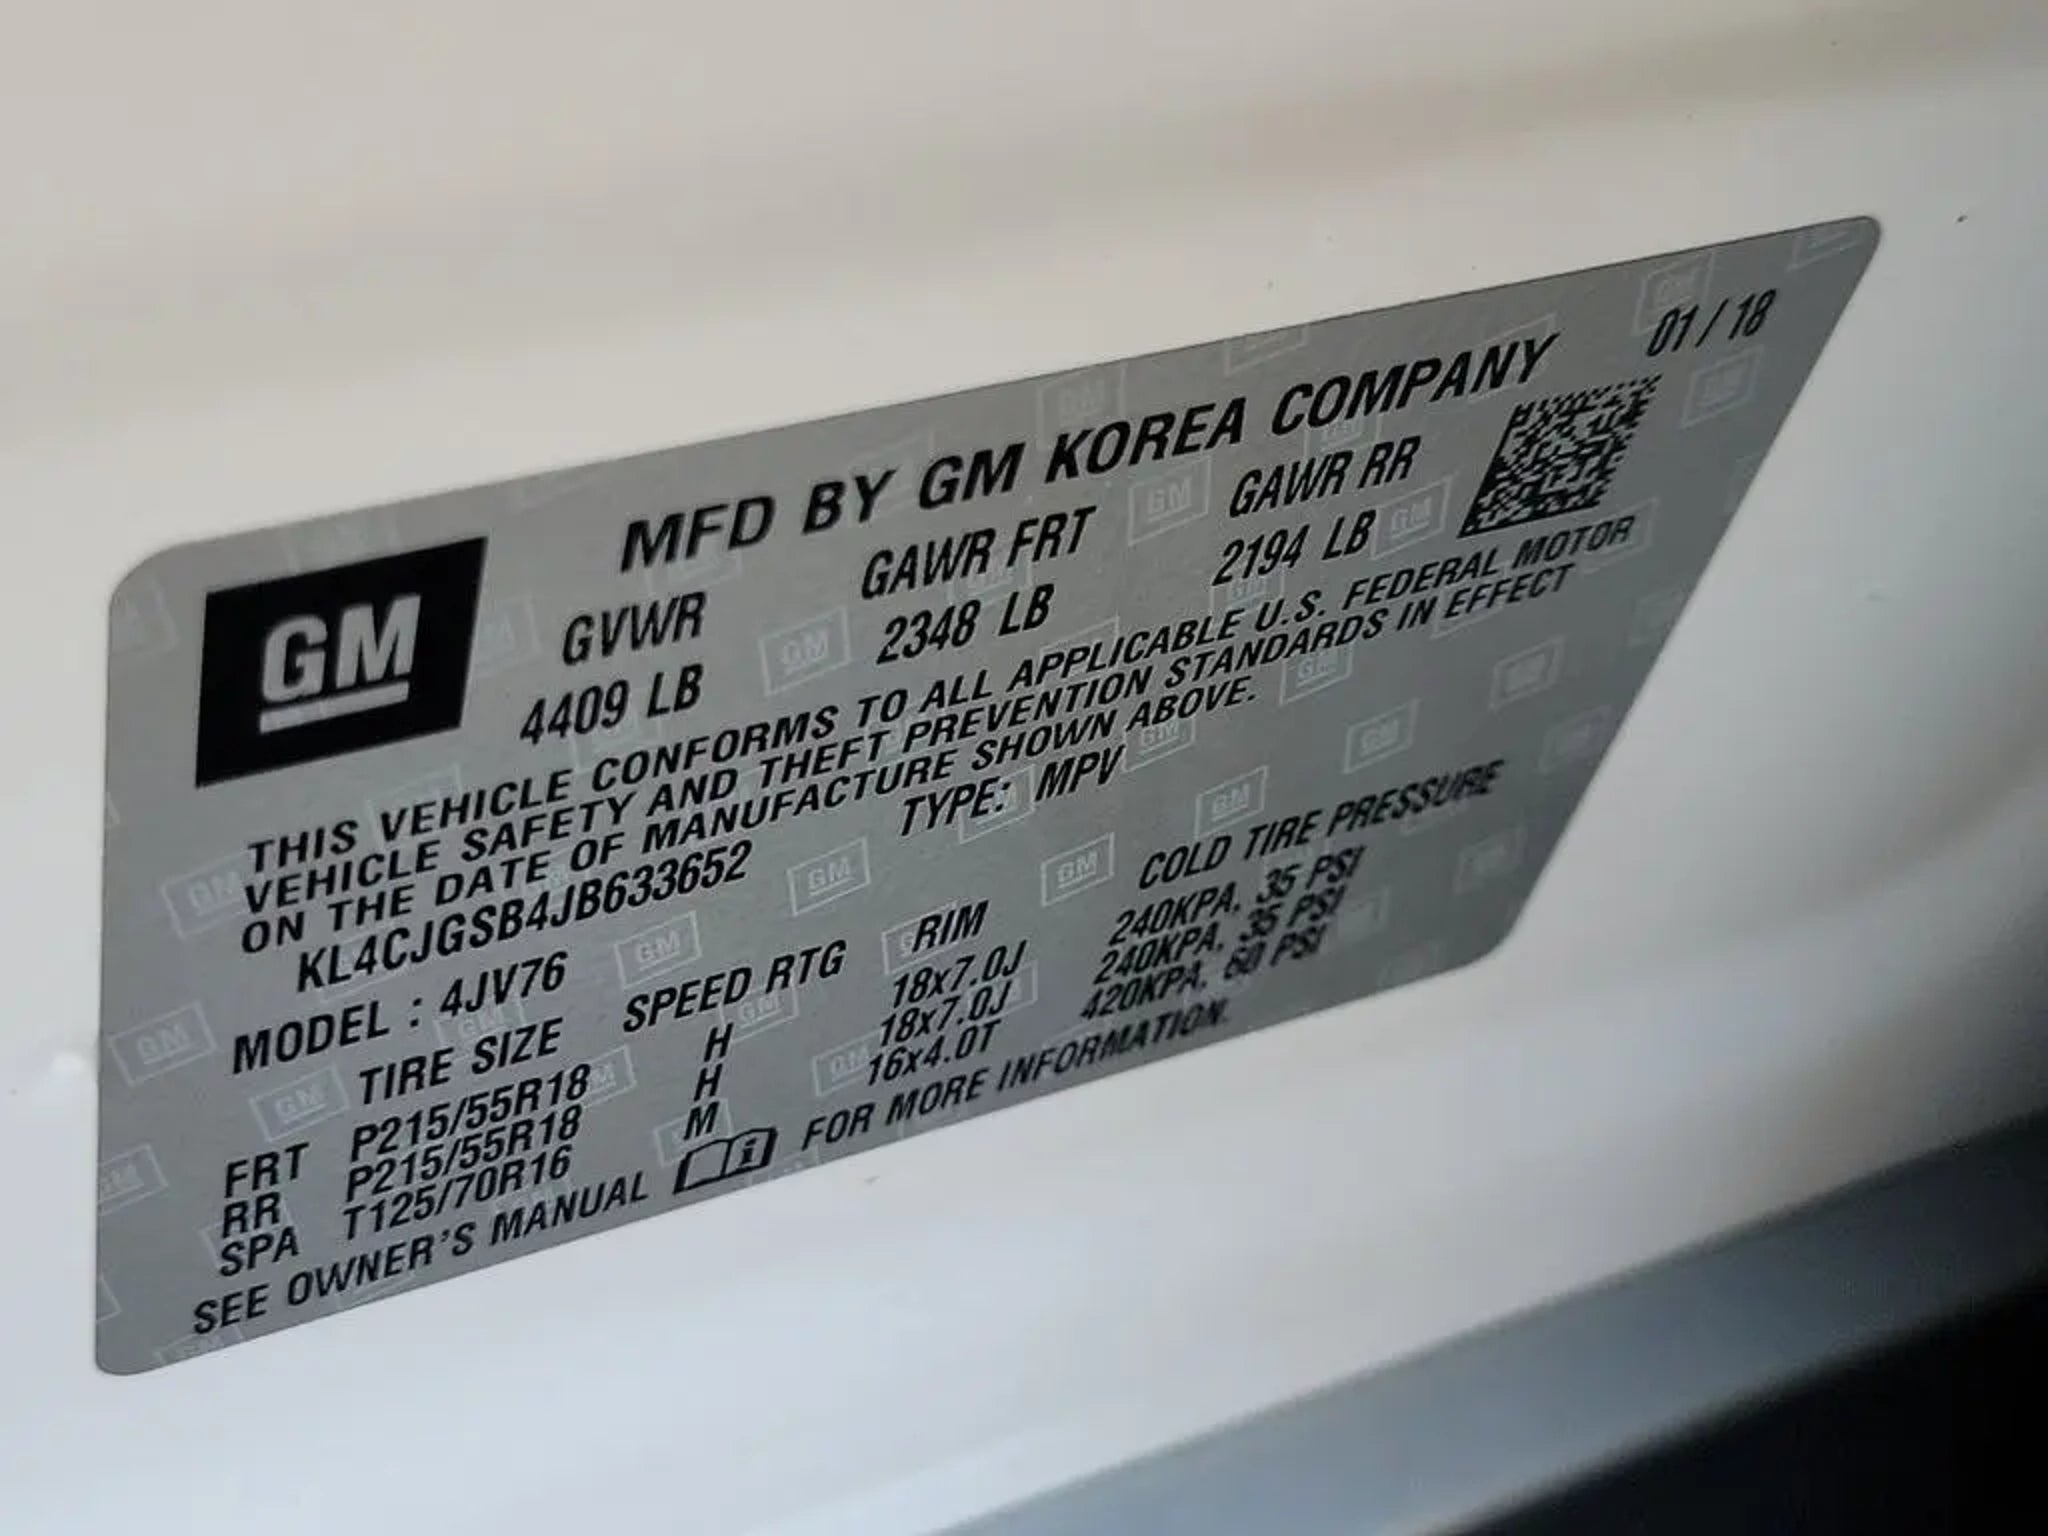 MFD BY GM KOREA COMPANY 01/18
GM
GVWR GAWR FRT GAWR RR
4409 LB 2348 LB 2194 LB
THIS VEHICLE CONFORMS TO ALL APPLICABLE U.S. FEDERAL MOTOR
VEHICLE SAFETY AND THEFT PREVENTION STANDARDS IN EFFECT
ON THE DATE OF MANUFACTURE SHOWN ABOVE.
KL4CJGSB4JB633652 TYPE: MPV
MODEL : 4JV76
TIRE SIZE SPEED RTG RIM COLD TIRE PRESSURE
FRT P215/55R18 H 18x7.0J 240KPA, 35 PSI
RR P215/55R18 H 18x7.0J 240KPA, 35 PSI
SPA T125/70R16 M 16x4.0T 420KPA, 60 PSI
SEE OWNER'S MANUAL i FOR MORE INFORMATION.